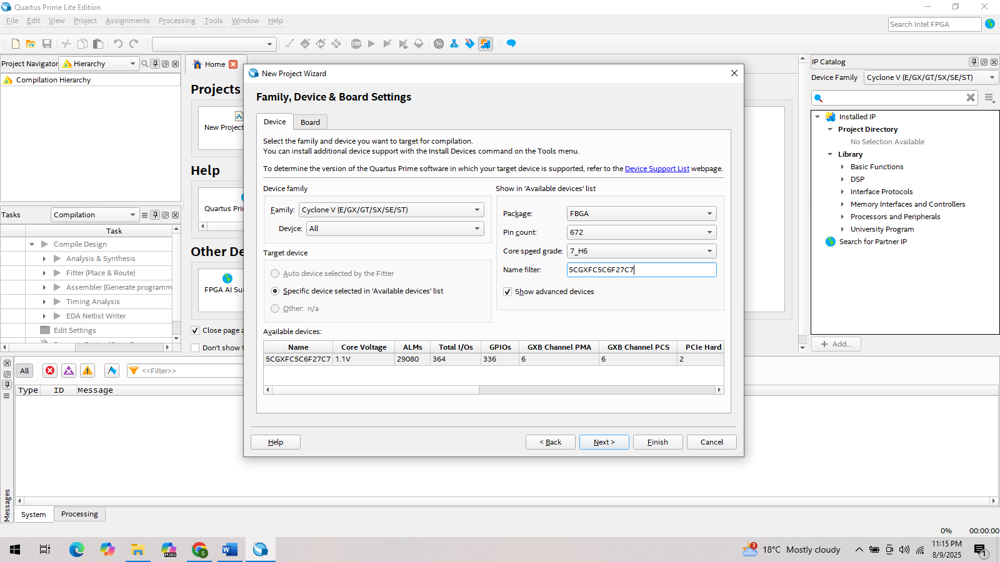 Quartus Prime Lite Edition
File Edit View Project Assignments Processing Tools Window Help
Search Intel FPGA
Project Navigator Hierarchy
Compilation Hierarchy
Home
Projects
New Project
Help
Quartus Pri
Other De
FPGA AI Sui
Close page a
Don't show t
Tasks Compilation
Task
Compile Design
Analysis & Synthesis
Fitter (Place & Route)
Assembler (Generate programm
Timing Analysis
EDA Netlist Writer
Edit Settings
New Project Wizard
Family, Device & Board Settings
Device Board
Select the family and device you want to target for compilation.
You can install additional device support with the Install Devices command on the Tools menu.
To determine the version of the Quartus Prime software in which your target device is supported, refer to the Device Support List webpage.
Device family
Family: Cyclone V (E/GX/GT/SX/SE/ST)
Device: All
Target device
Auto device selected by the Fitter
Specific device selected in 'Available devices' list
Other: n/a
Show in 'Available devices' list
Package: FBGA
Pin count: 672
Core speed grade: 7_H6
Name filter: 5CGXFC5C6F27C7
Show advanced devices
Available devices:
Name Core Voltage ALMs Total I/Os GPIOs GXB Channel PMA GXB Channel PCS PCIe Hard
5CGXFC5C6F27C7 1.1V 29080 364 336 6 6 2
Help < Back Next > Finish Cancel
IP Catalog
Device Family Cyclone V (E/GX/GT/SX/SE/ST)
Installed IP
Project Directory
No Selection Available
Library
Basic Functions
DSP
Interface Protocols
Memory Interfaces and Controllers
Processors and Peripherals
University Program
Search for Partner IP
+ Add...
All <<Filter>>
Type ID Message
Messages
System Processing
0% 00:00:00
M365
3
18°C Mostly cloudy
11:15 PM
8/9/2025
1